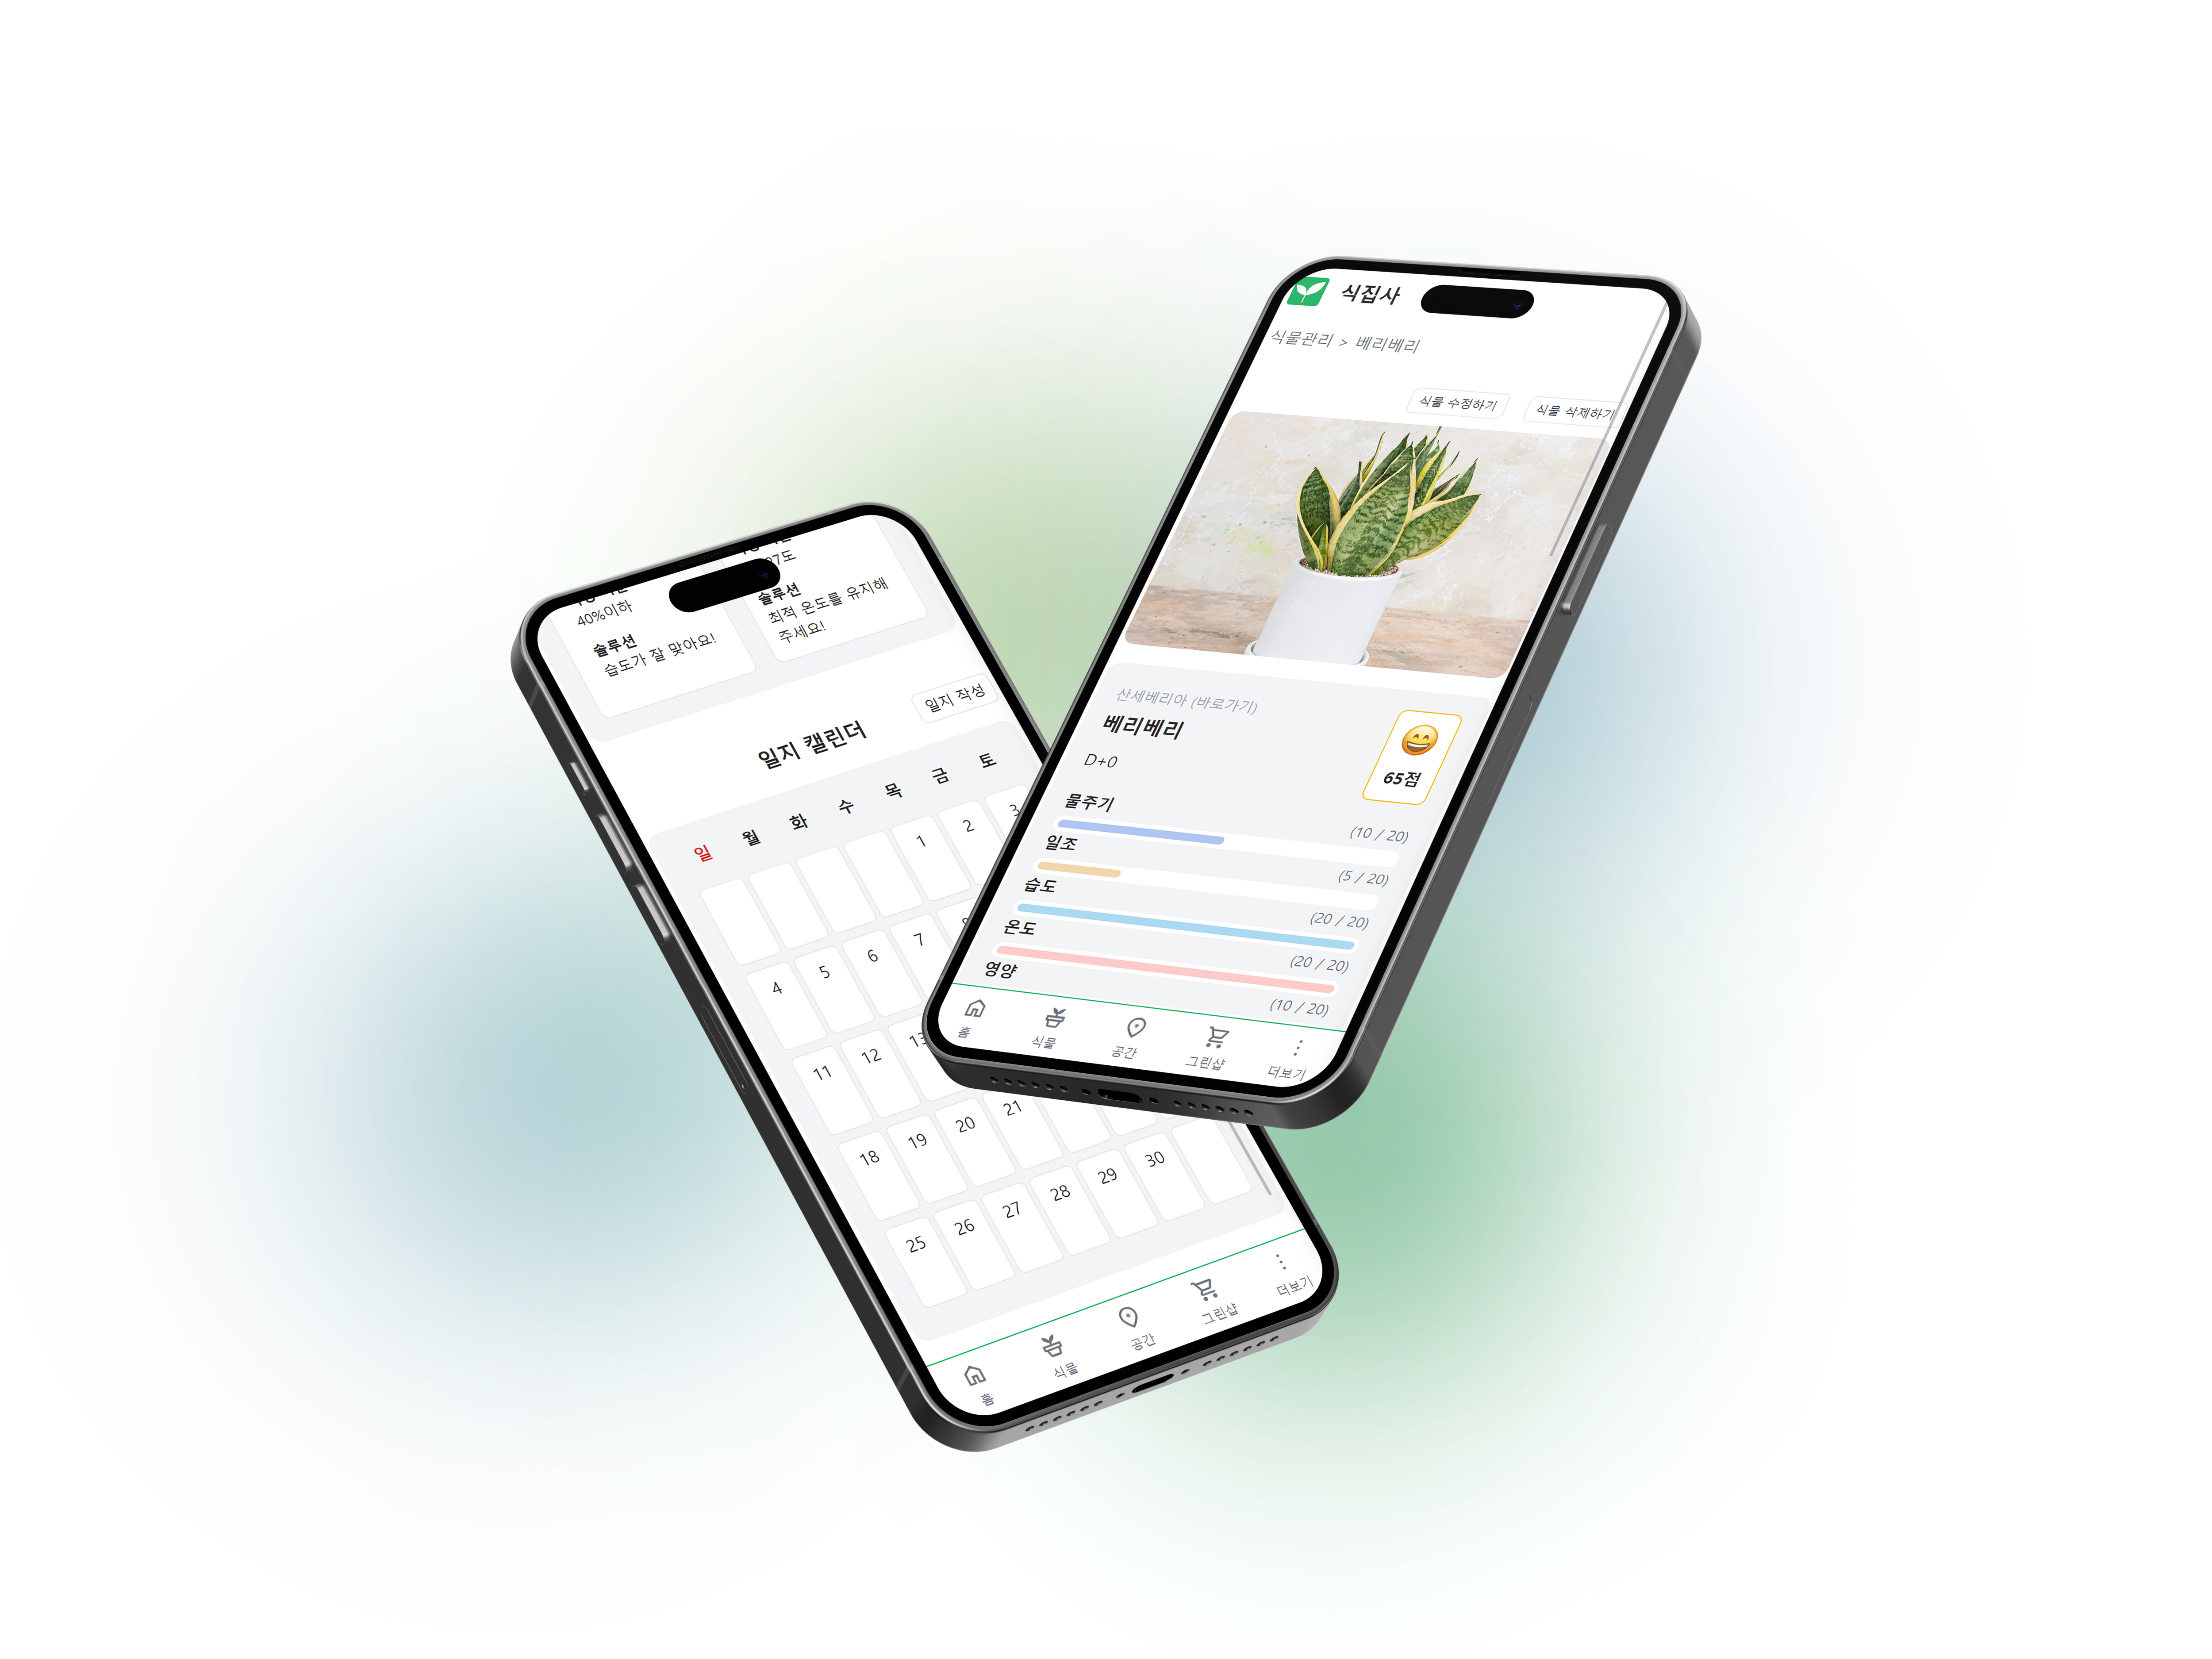 40%이하
솔루션
습도가 잘 맞아요!
솔루션
최적 온도를 유지해
주세요!
일지 작성
일지 캘린더
일 월 화 수 목 금 토
1 2 3
4 5 6 7
11 12 13
18 19 20 21
25 26 27 28 29 30
홈 식물 공간 그린샵 더보기
식집사
식물관리 > 베리베리
식물 수정하기 식물 삭제하기
산세베리아 (바로가기)
베리베리
D+0
65점
물주기
(10 / 20)
일조
(5 / 20)
습도
(20 / 20)
온도
(20 / 20)
영양
(10 / 20)
홈 식물 공간 그린샵 더보기